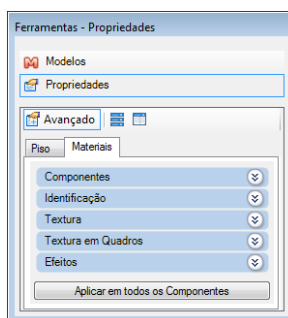 Ferramentas - Propriedades
Modelos
Propriedades
Avançado
Piso Materiais
Componentes
Identificação
Textura
Textura em Quadros
Efeitos
Aplicar em todos os Componentes